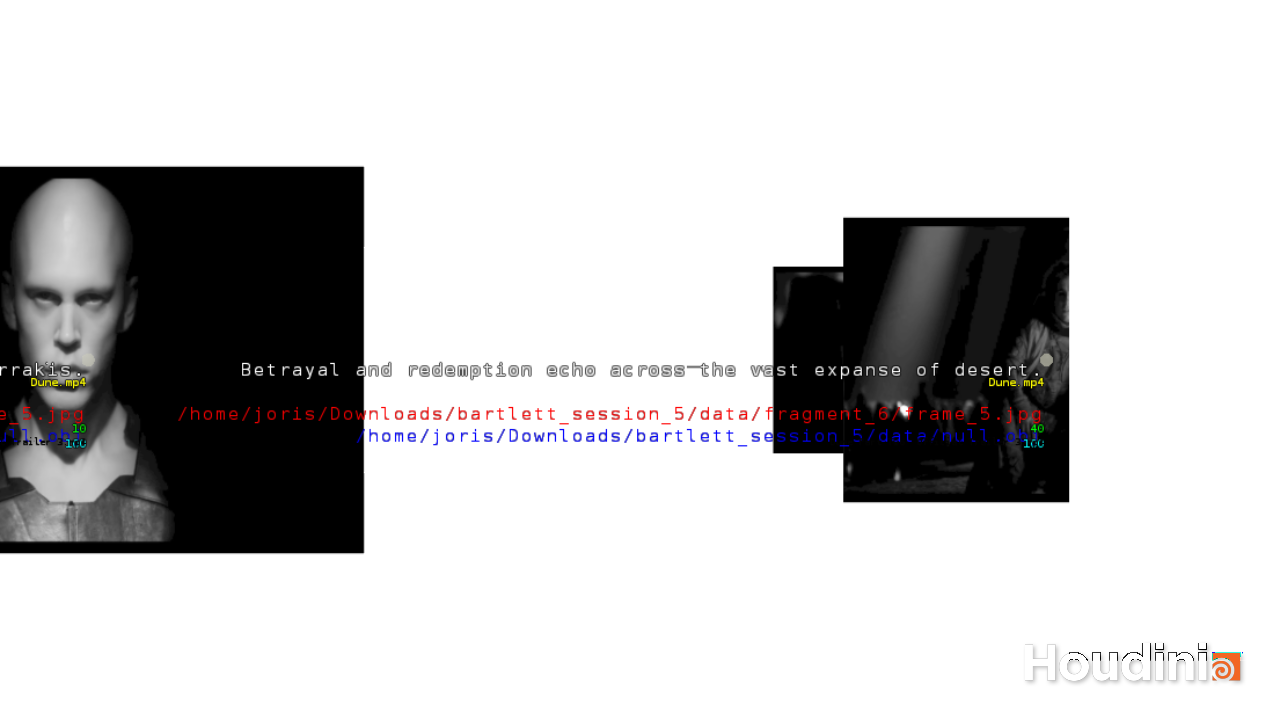 rrakis.
Dune.mp4
e_5.jpg
10
100
Betrayal and redemption echo across the vast expanse of desert.
Dune.mp4
/home/joris/Downloads/bartlett_session_5/data/fragment_6/frame_5.jpg
40
/home/joris/Downloads/bartlett_session_5/data/null.obj
100
Houdini